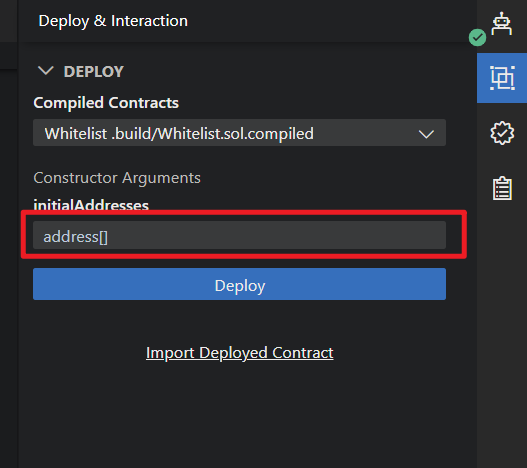 Deploy & Interaction
DEPLOY
Compiled Contracts
Whitelist .build/Whitelist.sol.compiled
Constructor Arguments
initialAddresses
address[]
Deploy
Import Deployed Contract